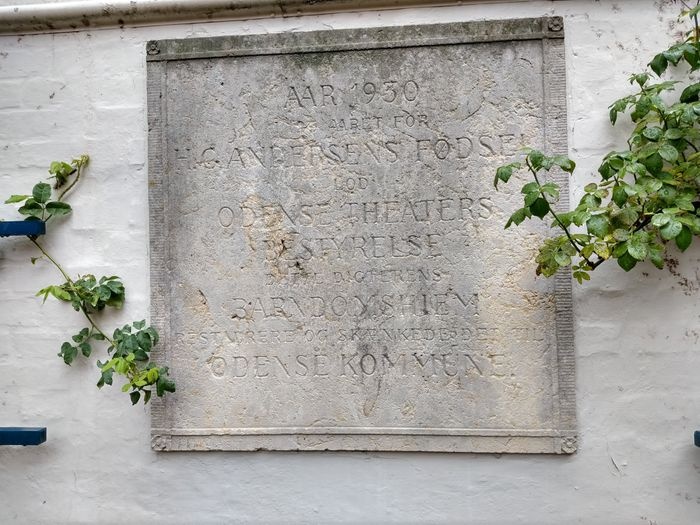 AAR 1930
AARET FOR
H.C. ANDERSENS FØDSEL
LOD
ODENSE THEATERS
BESTYRELSE
DIGTERENS
BARNDOMSHJEM
RESTAURERE OG SKÆNKEDE DET TIL
ODENSE KOMMUNE.